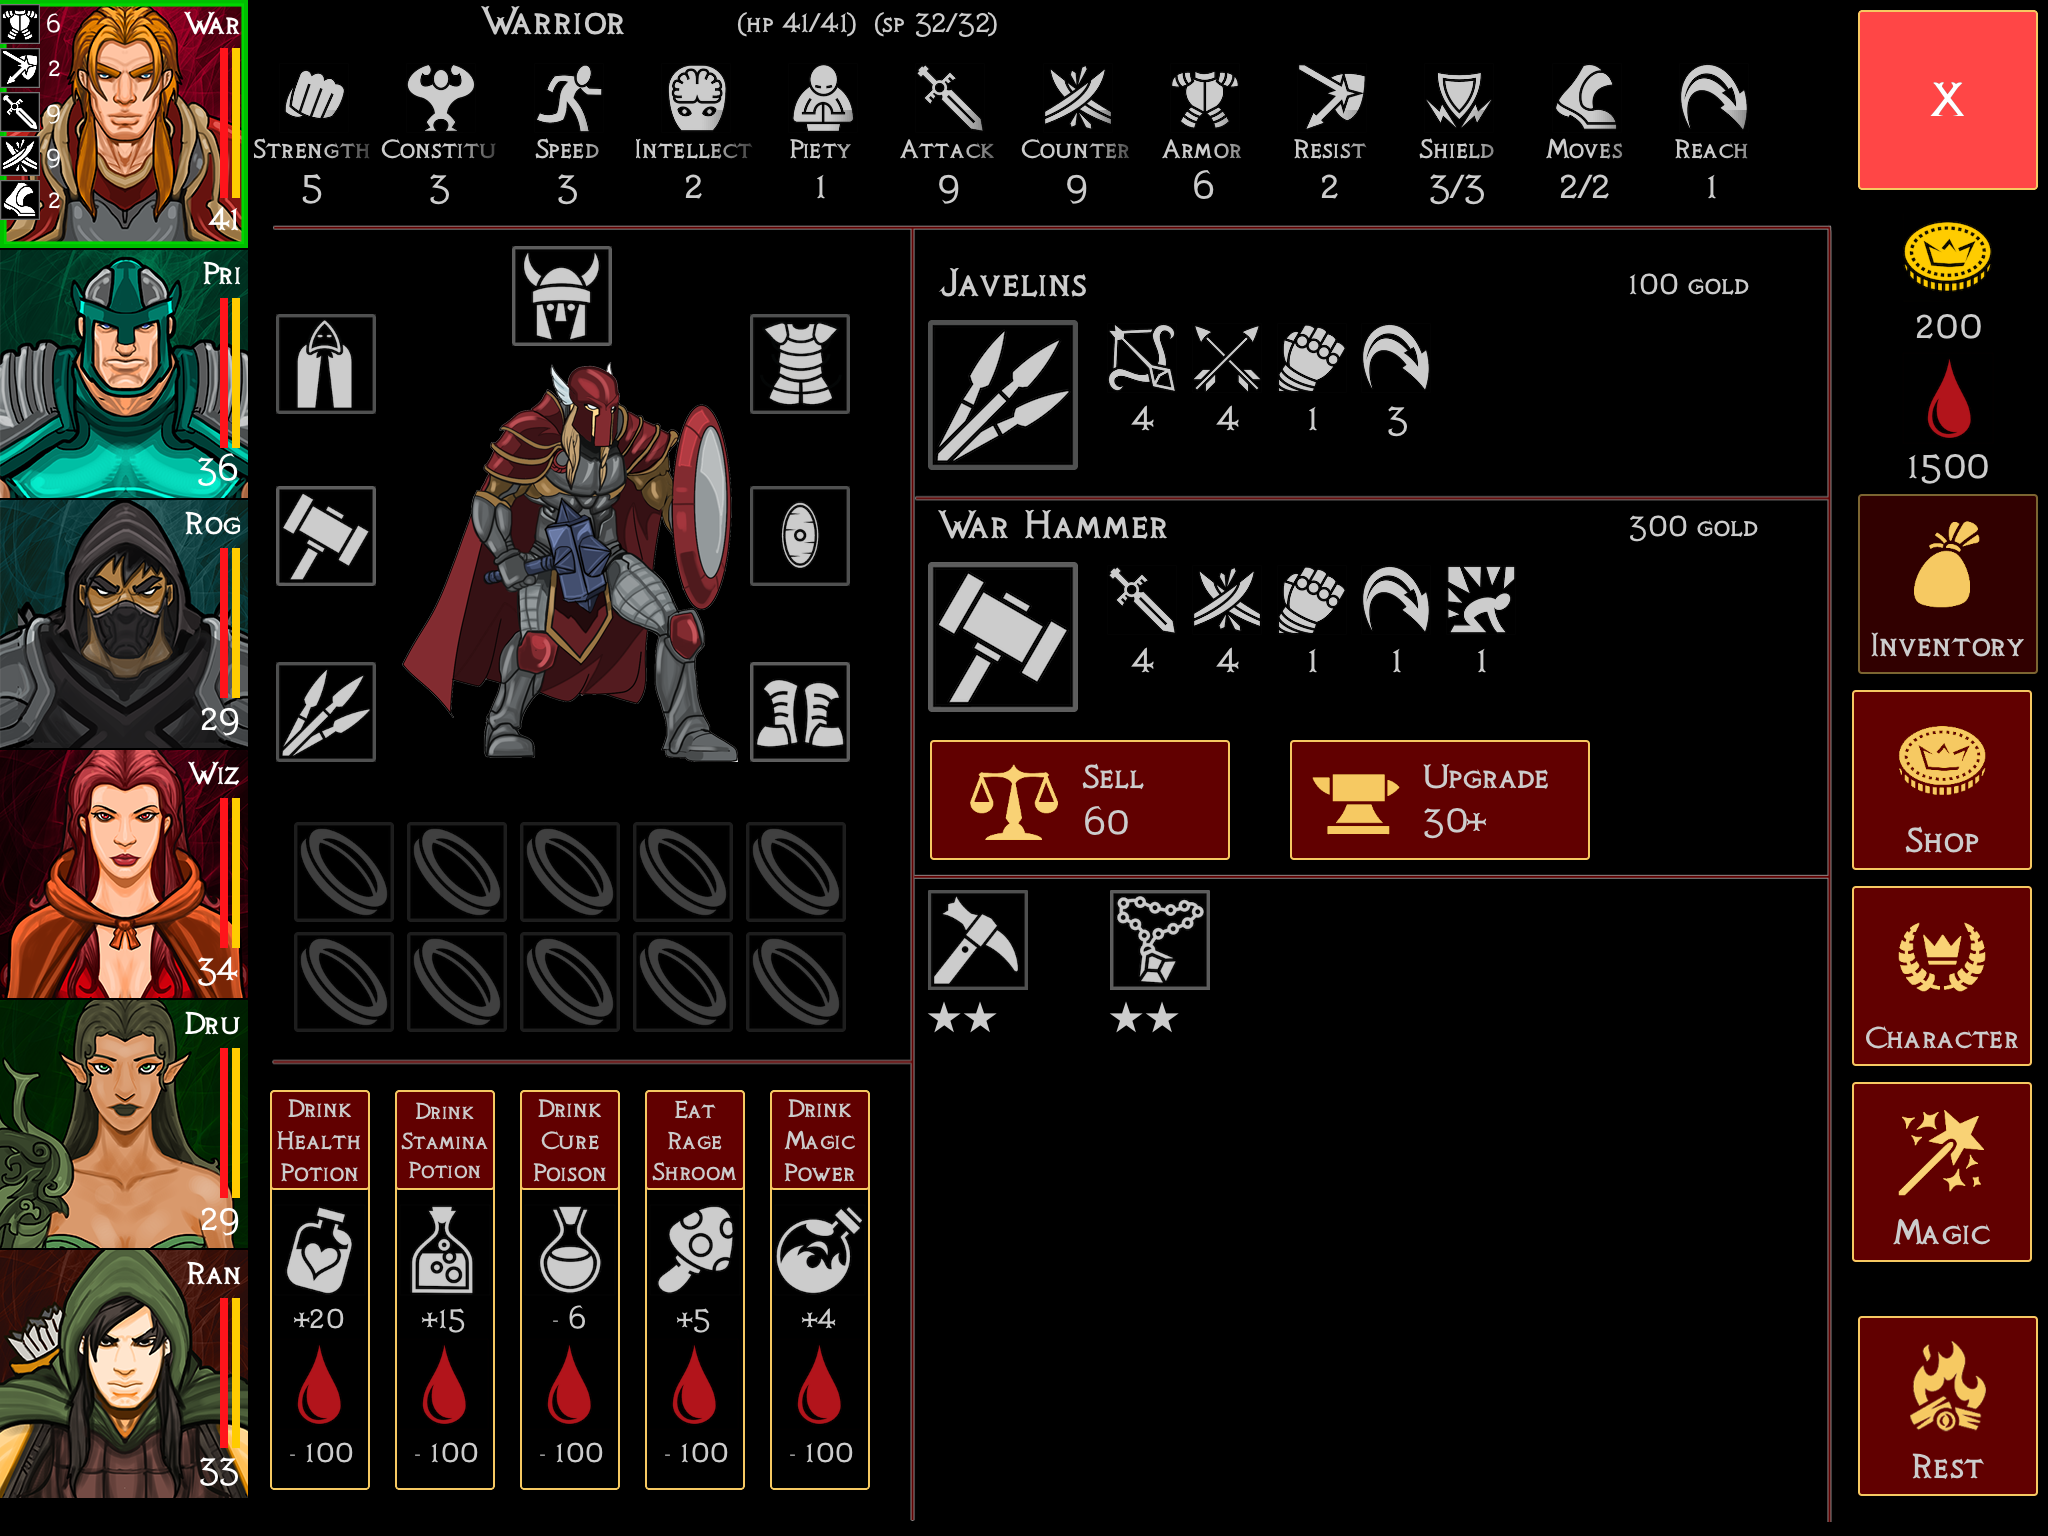 WARRIOR (HP 41/41) (SP 32/32)
STRENGTH CONSTITU SPEED INTELLECT PIETY ATTACK COUNTER ARMOR RESIST SHIELD MOVES REACH
5 3 3 2 1 9 9 6 2 3/3 2/2 1
WAR
6
2
9
9
2
41
PRI
36
ROG
29
WIZ
34
DRU
29
RAN
33
JAVELINS 100 GOLD
4 4 1 3
WAR HAMMER 300 GOLD
4 4 1 1 1
SELL
60
UPGRADE
30+
DRINK
HEALTH
POTION
+20
- 100
DRINK
STAMINA
POTION
+15
- 100
DRINK
CURE
POISON
- 6
- 100
EAT
RAGE
SHROOM
+5
- 100
DRINK
MAGIC
POWER
+4
- 100
X
200
1500
INVENTORY
SHOP
CHARACTER
MAGIC
REST